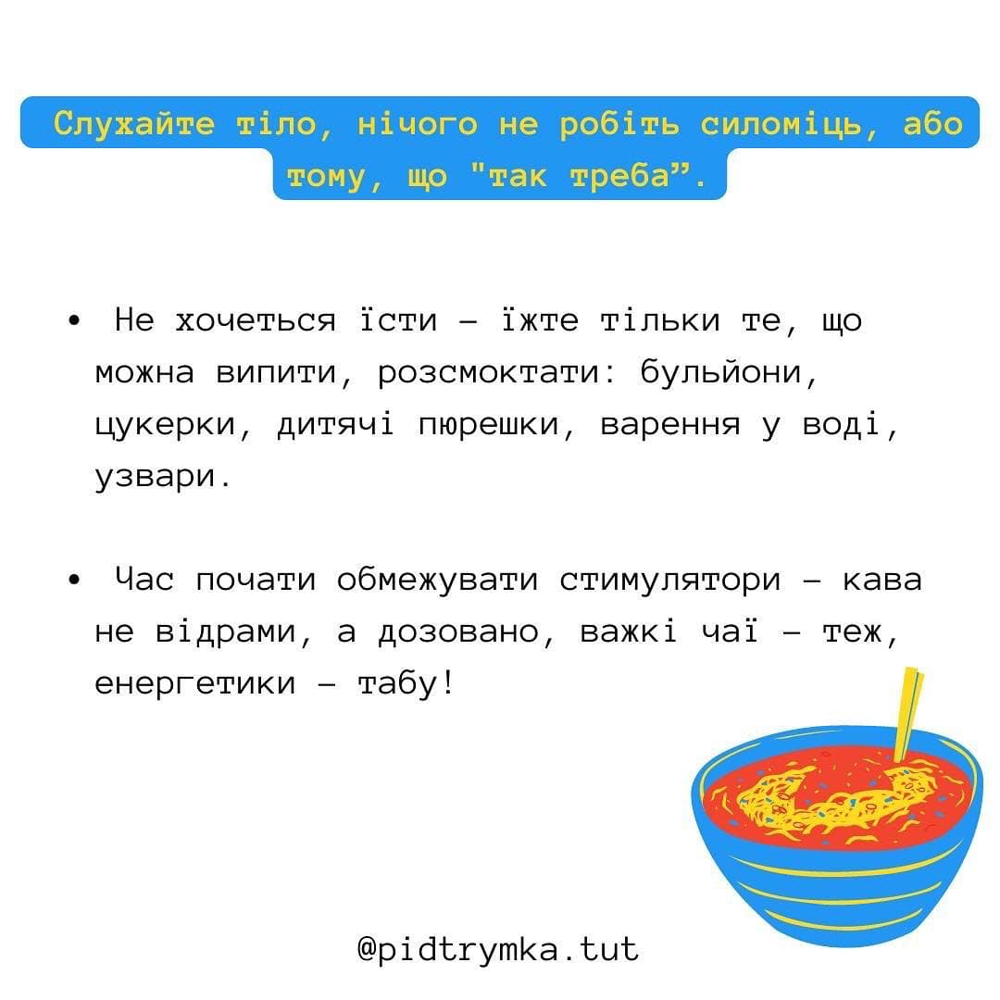 Слухайте тіло, нічого не робіть силоміць, або
тому, що "так треба”.
• Не хочеться їсти – їжте тільки те, що
можна випити, розсмоктати: бульйони,
цукерки, дитячі пюрешки, варення у воді,
узвари.
• Час почати обмежувати стимулятори – кава
не відрами, а дозовано, важкі чаї – теж,
енергетики – табу!
@pidtrymka.tut